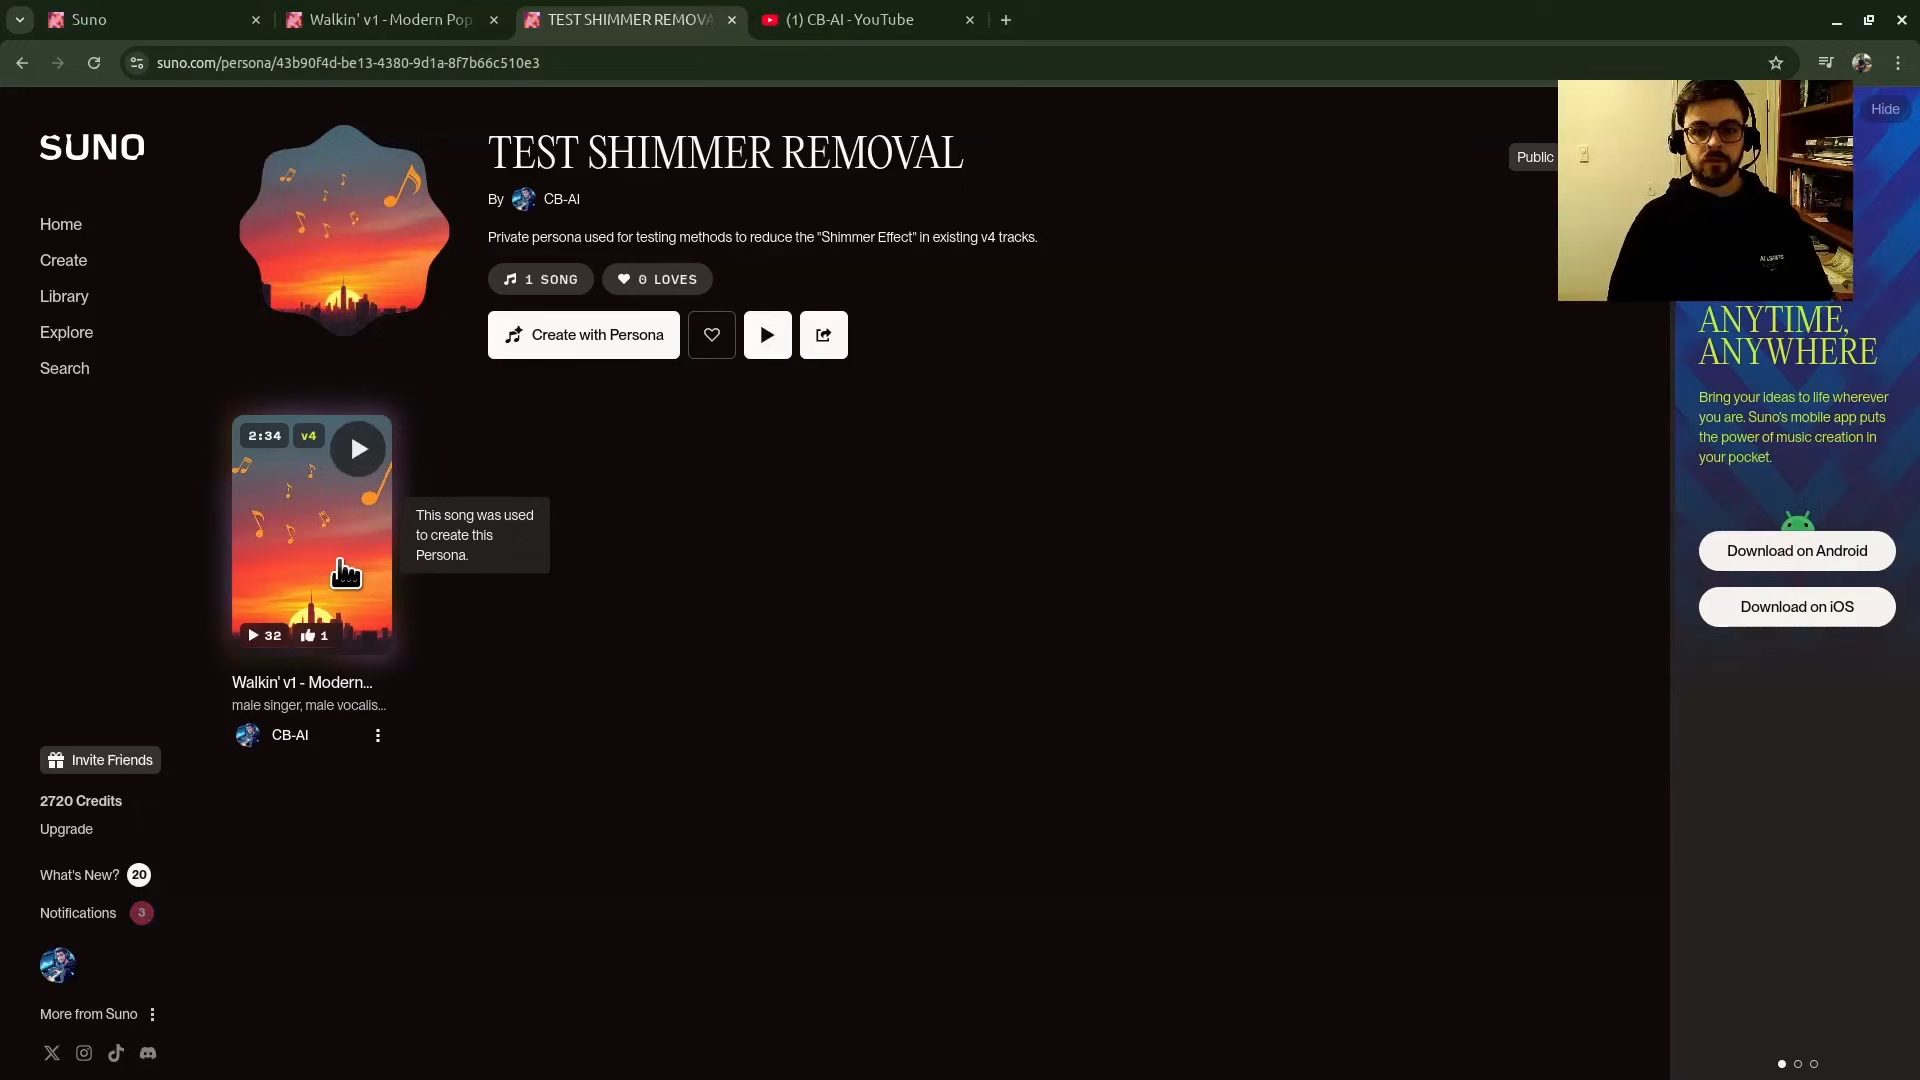 Suno
Walkin' v1 - Modern Pop
TEST SHIMMER REMOVA
(1) CB-AI - YouTube
suno.com/persona/43b90f4d-be13-4380-9d1a-8f7b66c510e3
Hide
SUNO
Home
Create
Library
Explore
Search
TEST SHIMMER REMOVAL
Public
By CB-AI
Private persona used for testing methods to reduce the "Shimmer Effect" in existing v4 tracks.
1 SONG
0 LOVES
Create with Persona
2:34 v4
This song was used
to create this
Persona.
32 1
Walkin' v1 - Modern...
male singer, male vocalis...
CB-AI
ANYTIME,
ANYWHERE
Bring your ideas to life wherever
you are. Suno's mobile app puts
the power of music creation in
your pocket.
Download on Android
Download on iOS
Invite Friends
2720 Credits
Upgrade
What's New? 20
Notifications 3
More from Suno